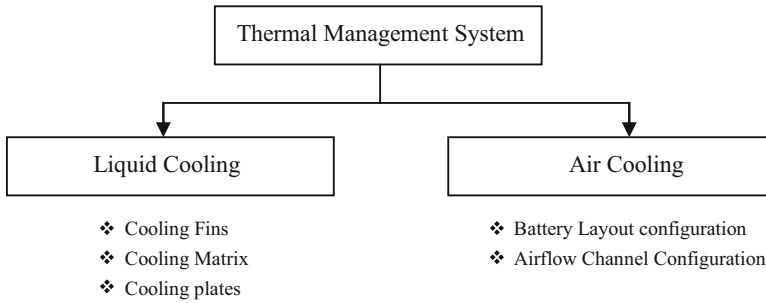 Thermal Management System
Liquid Cooling
Air Cooling
❖ Cooling Fins
❖ Cooling Matrix
❖ Cooling plates
❖ Battery Layout configuration
❖ Airflow Channel Configuration